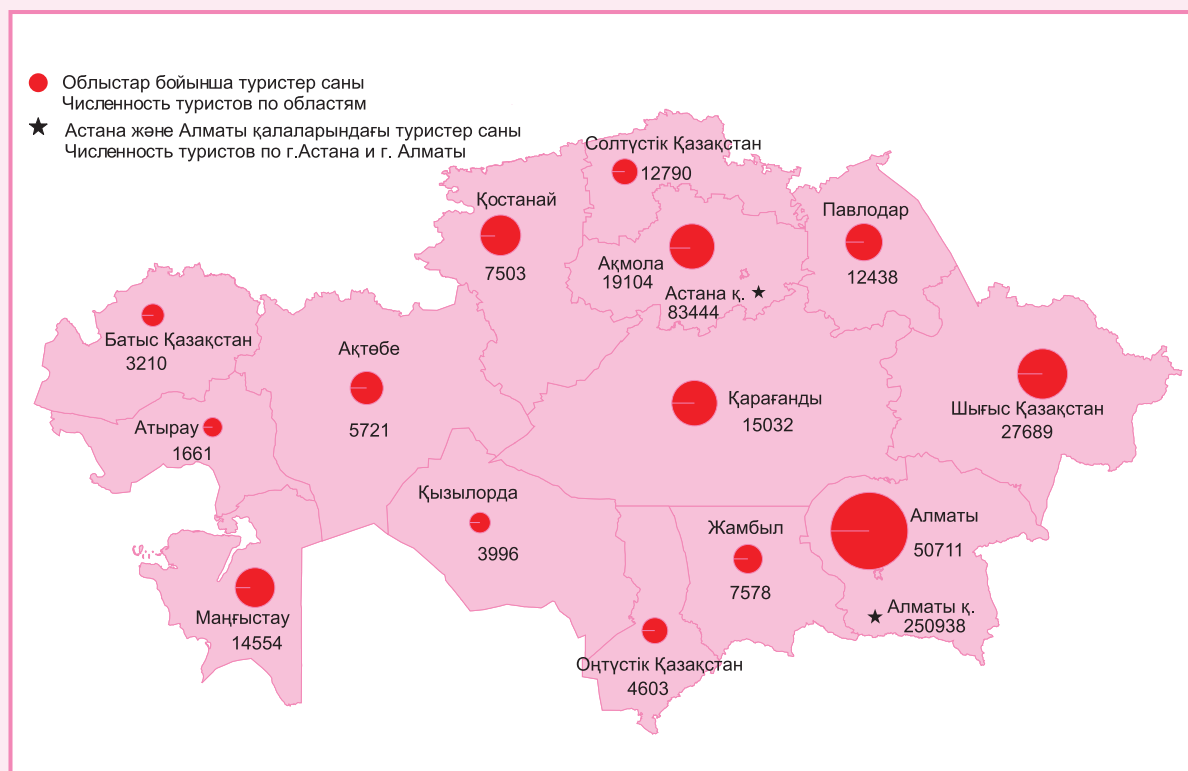 Облыстар бойынша туристер саны
Численность туристов по областям
Астана және Алматы қалаларындағы туристер саны
Численность туристов по г.Астана и г. Алматы
Солтүстік Қазақстан
12790
Қостанай
7503
Павлодар
12438
Ақмола
19104
Астана қ.
83444
Батыс Қазақстан
3210
Ақтөбе
5721
Қарағанды
15032
Шығыс Қазақстан
27689
Атырау
1661
Қызылорда
3996
Жамбыл
7578
Алматы
50711
Алматы қ.
250938
Маңғыстау
14554
Оңтүстік Қазақстан
4603